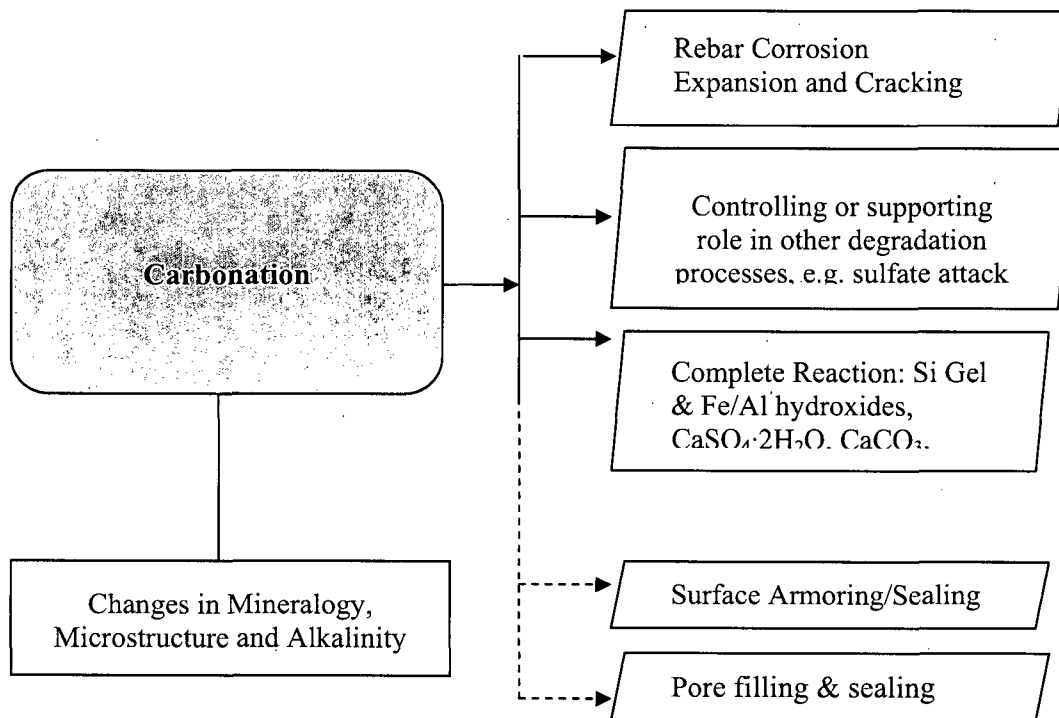 Rebar Corrosion
Expansion and Cracking
Controlling or supporting
role in other degradation
processes, e.g. sulfate attack
Carbonation
Complete Reaction: Si Gel
& Fe/Al hydroxides,
CaSO₄·2H₂O, CaCO₃,
Changes in Mineralogy,
Microstructure and Alkalinity
Surface Armoring/Sealing
Pore filling & sealing